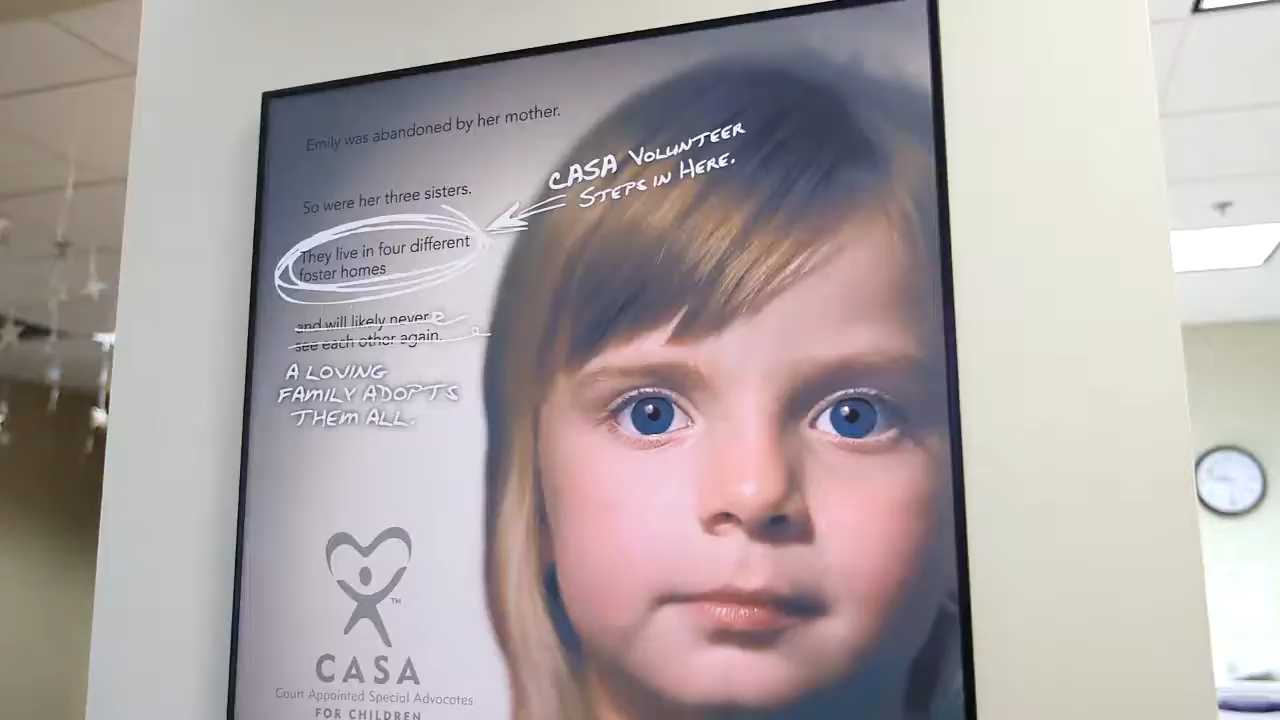 Emily was abandoned by her mother.
So were her three sisters.
CASA VOLUNTEER
STEPS IN HERE.
They live in four different
foster homes
and will likely never
see each other again.
A LOVING
FAMILY ADOPTS
THEM ALL.
TM
CASA
Court Appointed Special Advocates
FOR CHILDREN